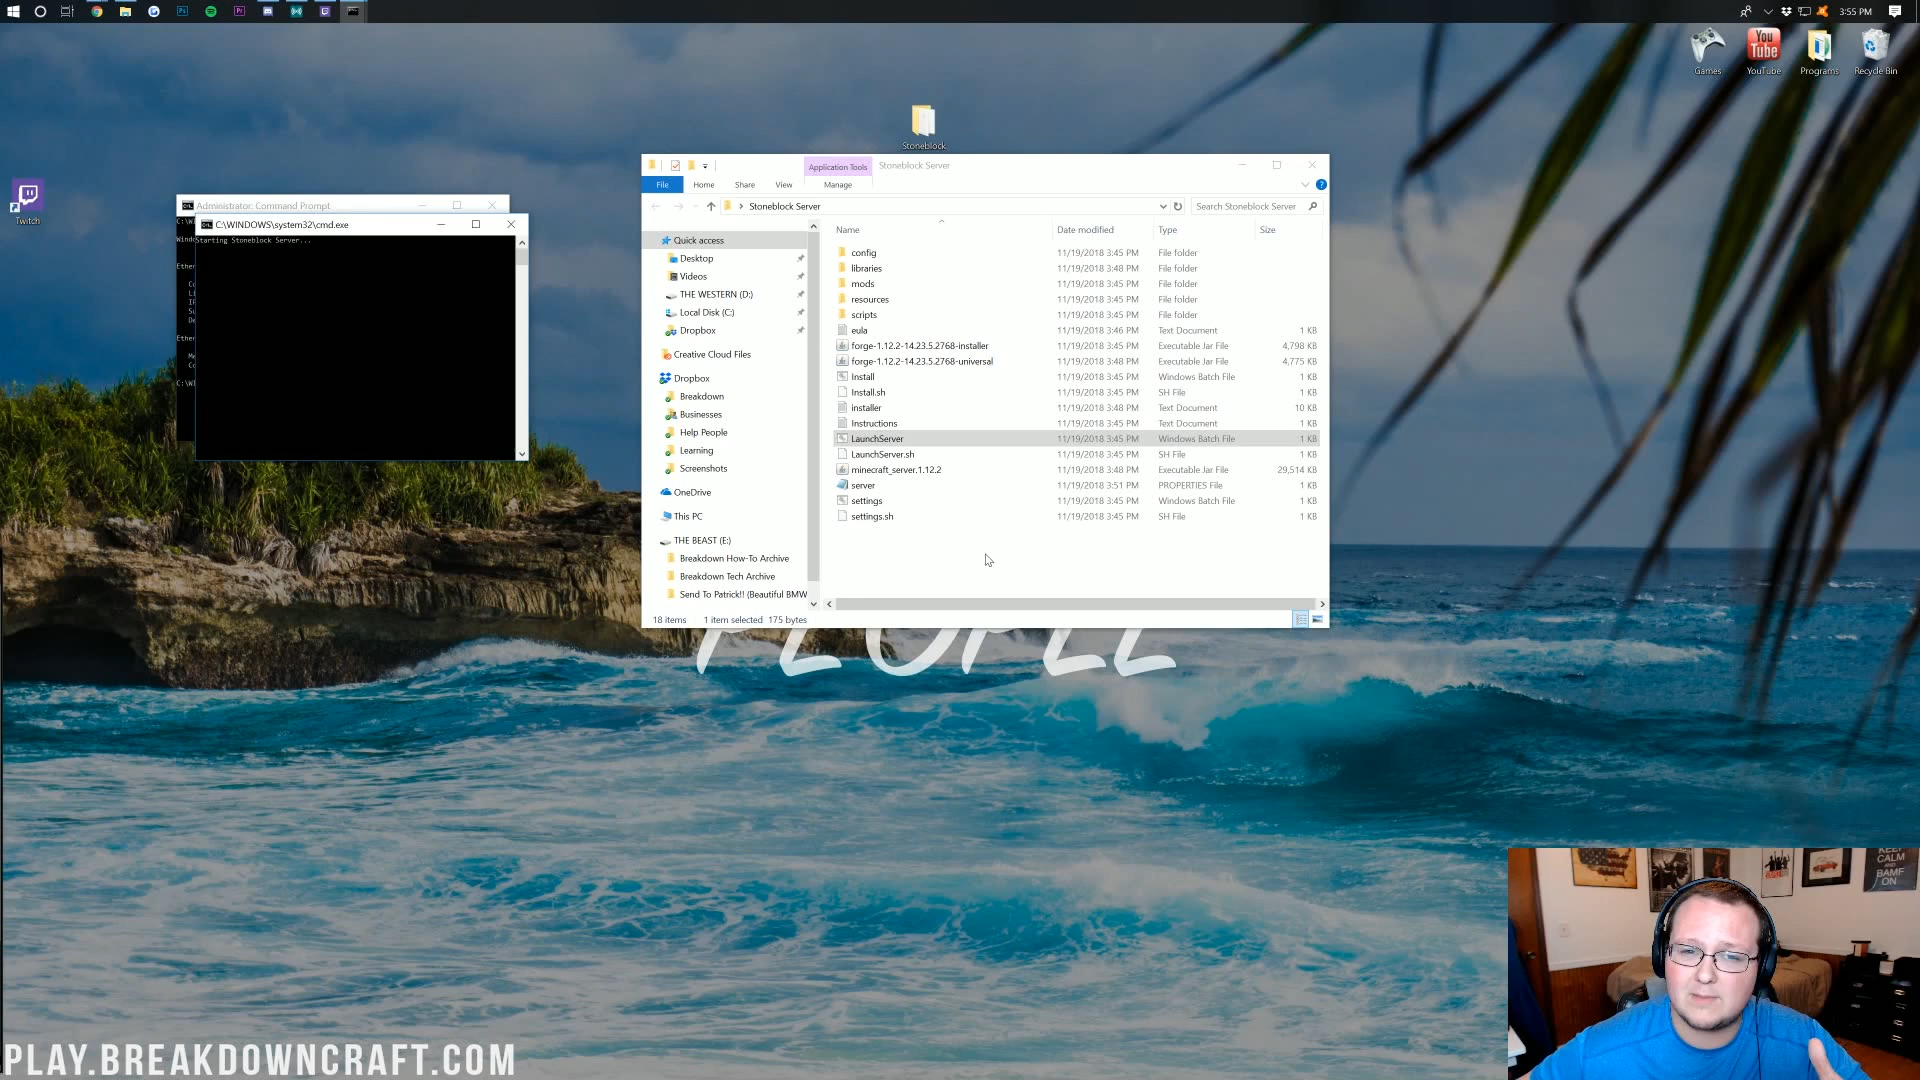 3:55 PM
Games
YouTube
Programs
Recycle Bin
Stoneblock
Twitch
Administrator: Command Prompt
C:\WINDOWS\system32\cmd.exe
Starting Stoneblock Server...
Application Tools
Stoneblock Server
File
Home
Share
View
Manage
Stoneblock Server
Search Stoneblock Server
Quick access
Desktop
Videos
THE WESTERN (D:)
Local Disk (C:)
Dropbox
Creative Cloud Files
Dropbox
Breakdown
Businesses
Help People
Learning
Screenshots
OneDrive
This PC
THE BEAST (E:)
Breakdown How-To Archive
Breakdown Tech Archive
Send To Patrick!! (Beautiful BMW
Name Date modified Type Size
config 11/19/2018 3:45 PM File folder
libraries 11/19/2018 3:48 PM File folder
mods 11/19/2018 3:45 PM File folder
resources 11/19/2018 3:45 PM File folder
scripts 11/19/2018 3:45 PM File folder
eula 11/19/2018 3:46 PM Text Document 1 KB
forge-1.12.2-14.23.5.2768-installer 11/19/2018 3:45 PM Executable Jar File 4,798 KB
forge-1.12.2-14.23.5.2768-universal 11/19/2018 3:48 PM Executable Jar File 4,775 KB
Install 11/19/2018 3:45 PM Windows Batch File 1 KB
Install.sh 11/19/2018 3:45 PM SH File 1 KB
installer 11/19/2018 3:48 PM Text Document 10 KB
Instructions 11/19/2018 3:45 PM Text Document 1 KB
LaunchServer 11/19/2018 3:45 PM Windows Batch File 1 KB
LaunchServer.sh 11/19/2018 3:45 PM SH File 1 KB
minecraft_server.1.12.2 11/19/2018 3:48 PM Executable Jar File 29,514 KB
server 11/19/2018 3:51 PM PROPERTIES File 1 KB
settings 11/19/2018 3:45 PM Windows Batch File 1 KB
settings.sh 11/19/2018 3:45 PM SH File 1 KB
18 items 1 item selected 175 bytes
PEOPLE
KEEP
CALM
AND
BAMF
ON
PLAY.BREAKDOWNCRAFT.COM